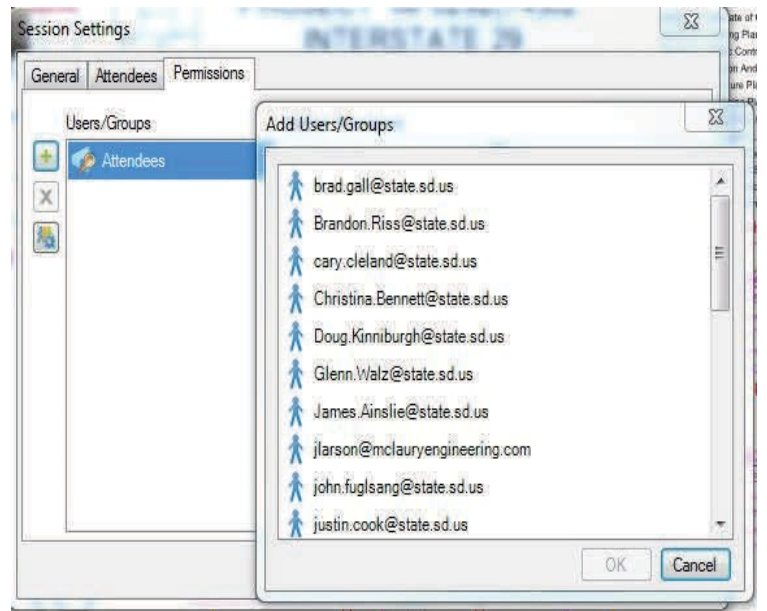 Session Settings
INTERSTATE 29
General Attendees Permissions
Users/Groups
Attendees
Add Users/Groups
brad.gall@state.sd.us
Brandon.Riss@state.sd.us
cary.cleland@state.sd.us
Christina.Bennett@state.sd.us
Doug.Kinniburgh@state.sd.us
Glenn.Walz@state.sd.us
James.Ainslie@state.sd.us
jlarson@mclauryengineering.com
john.fuglsang@state.sd.us
justin.cook@state.sd.us
OK Cancel